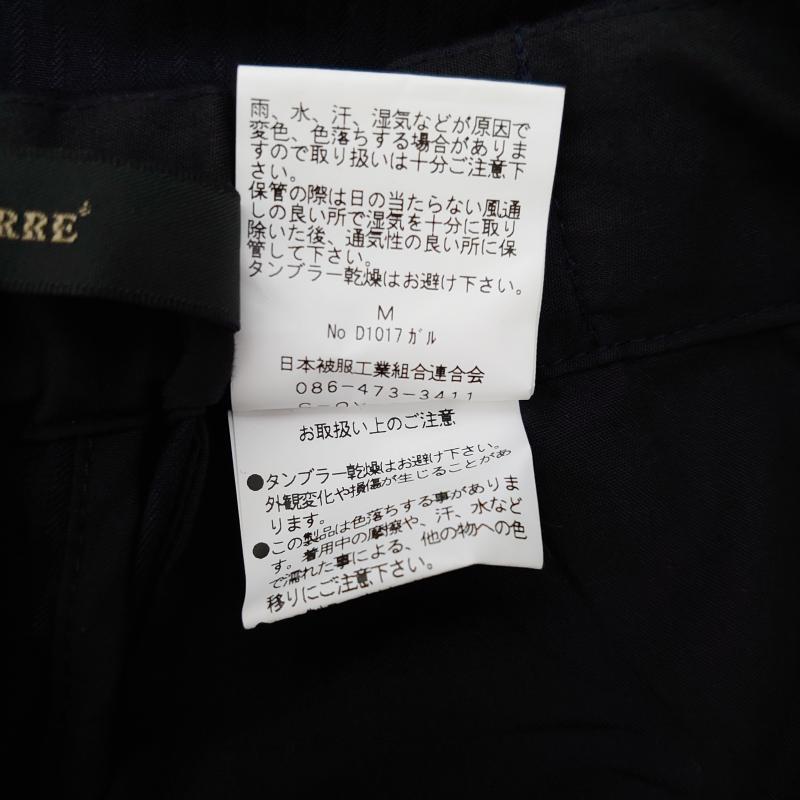 RRE
雨、水、汗、湿気などが原因で
変色、色落ちする場合がありま
すので取り扱いは十分ご注意下
さい。
保管の際は日の当たらない風通
しの良い所で湿気を十分に取り
除いた後、通気性の良い所に保
管して下さい。
タンブラー乾燥はお避け下さい。
M
No D1017ガル
日本被服工業組合連合会
086-473-3411
お取扱い上のご注意
●タンブラー乾燥はお避け下さい。
外観変化や損傷が生じることがあ
ります。
●この製品は色落ちする事がありま
す。着用中の摩擦や、汗、水など
で濡れた事による、他の物への色
移りにご注意下さい。